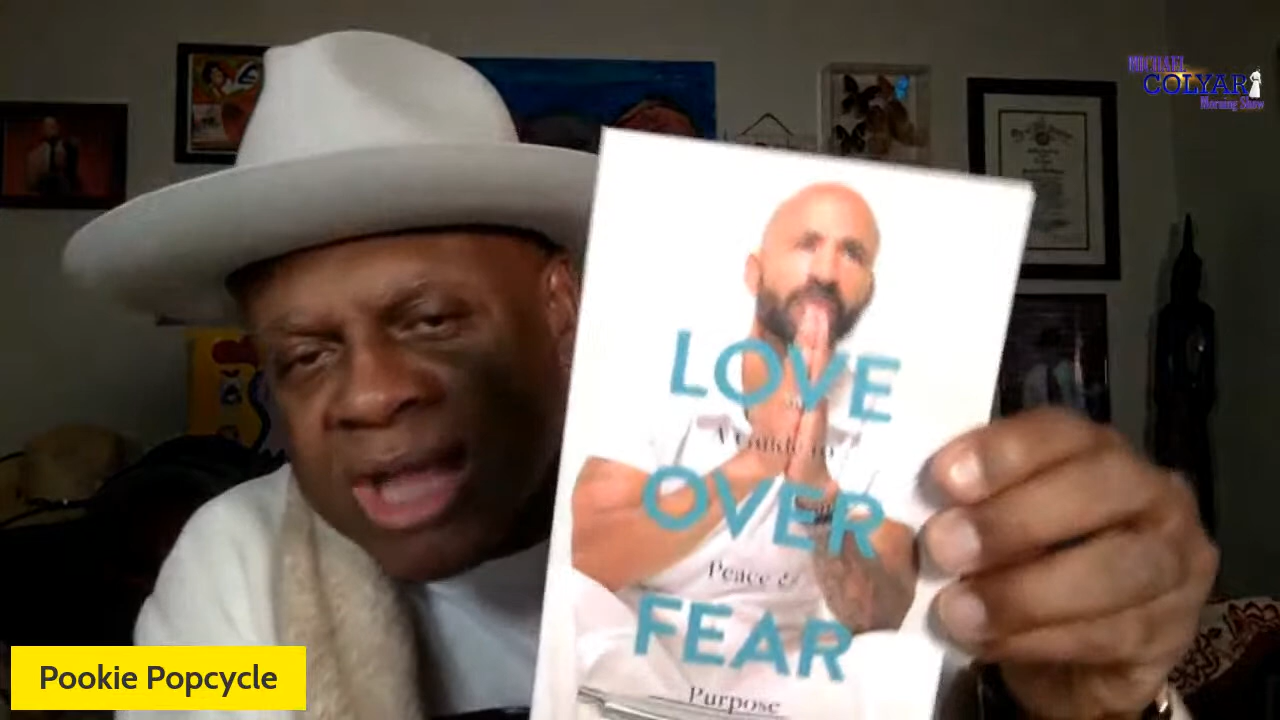 MICHAEL
COLYAR
Morning Show
LOVE
A Guide to
OVER
Peace &
FEAR
Purpose
Pookie Popcycle